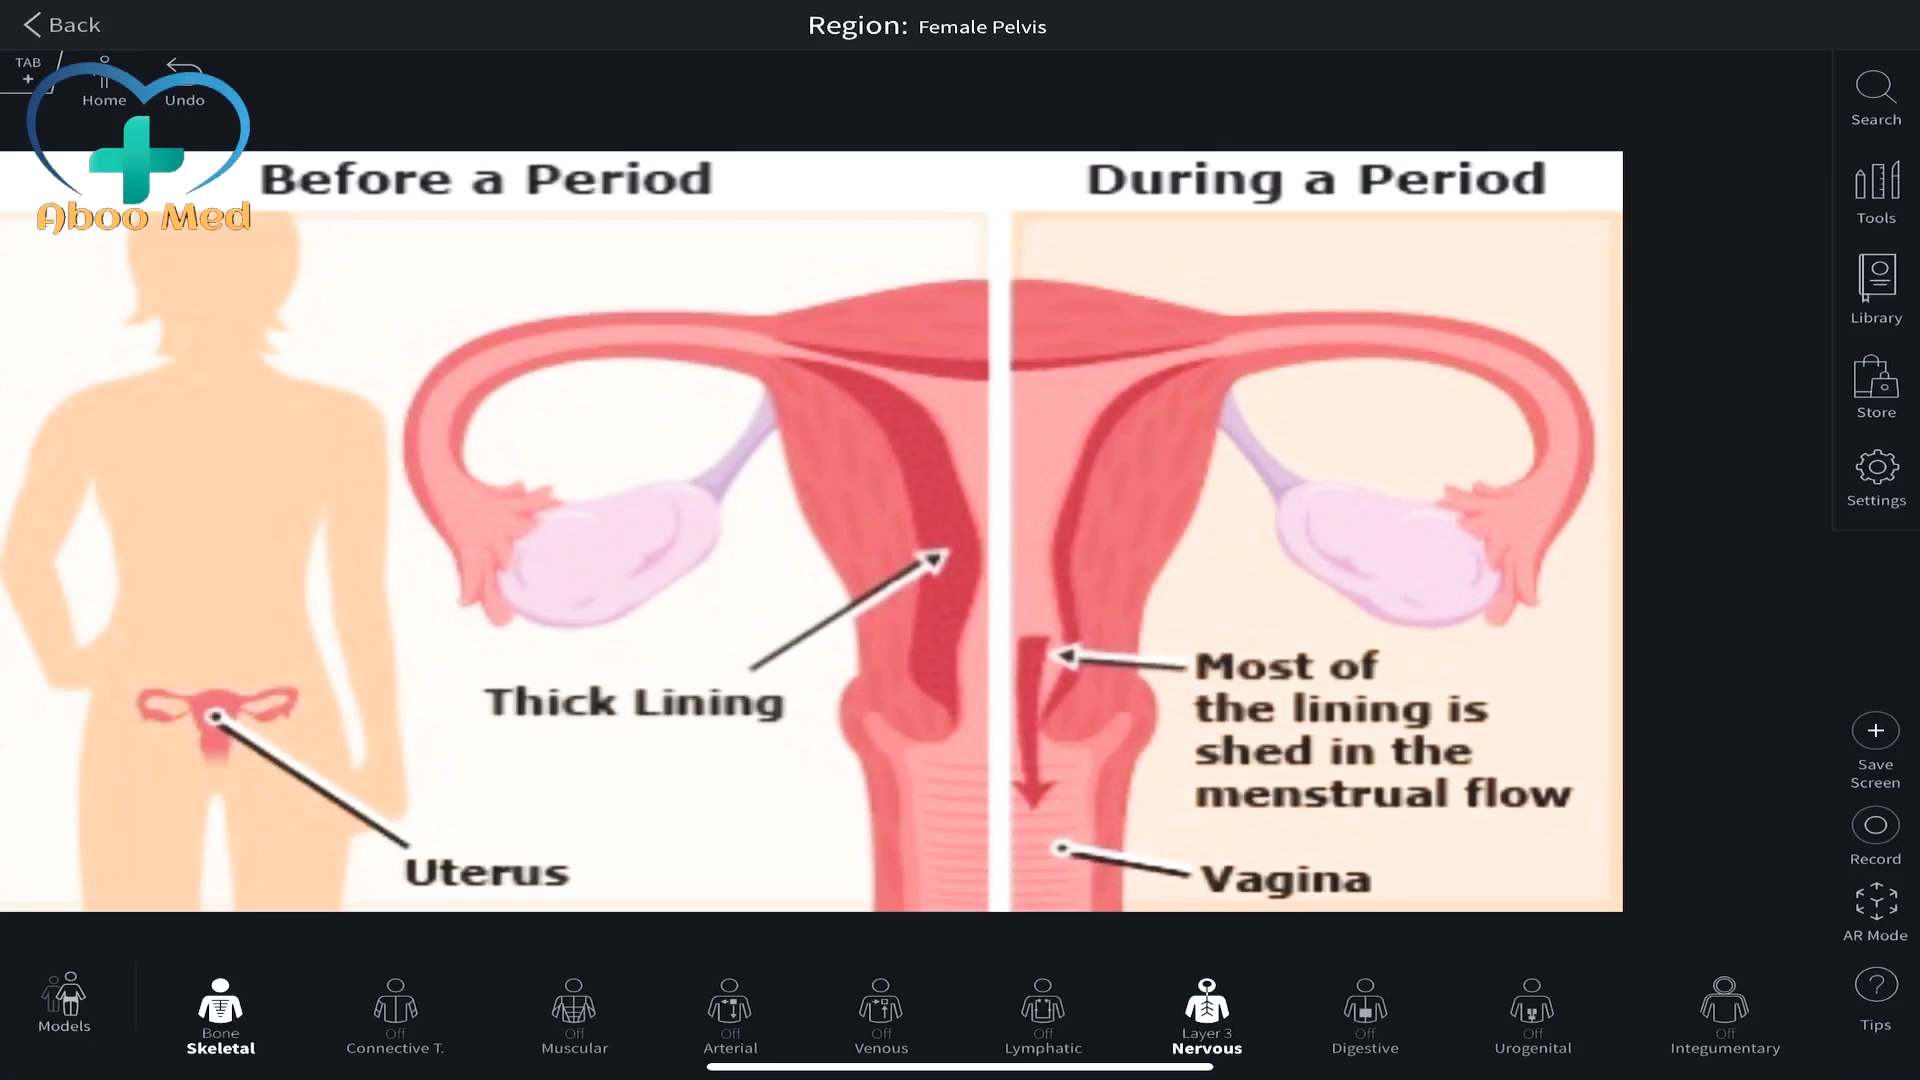 Back
Region: Female Pelvis
TAB
+
Home
Undo
Aboo Med
Search
Tools
Library
Store
Settings
Before a Period
During a Period
Thick Lining
Uterus
Most of
the lining is
shed in the
menstrual flow
Vagina
+
Save
Screen
Record
AR Mode
?
Tips
Models
Bone
Skeletal
Off
Connective T.
Off
Muscular
Off
Arterial
Off
Venous
Off
Lymphatic
Layer 3
Nervous
Off
Digestive
Off
Urogenital
Off
Integumentary